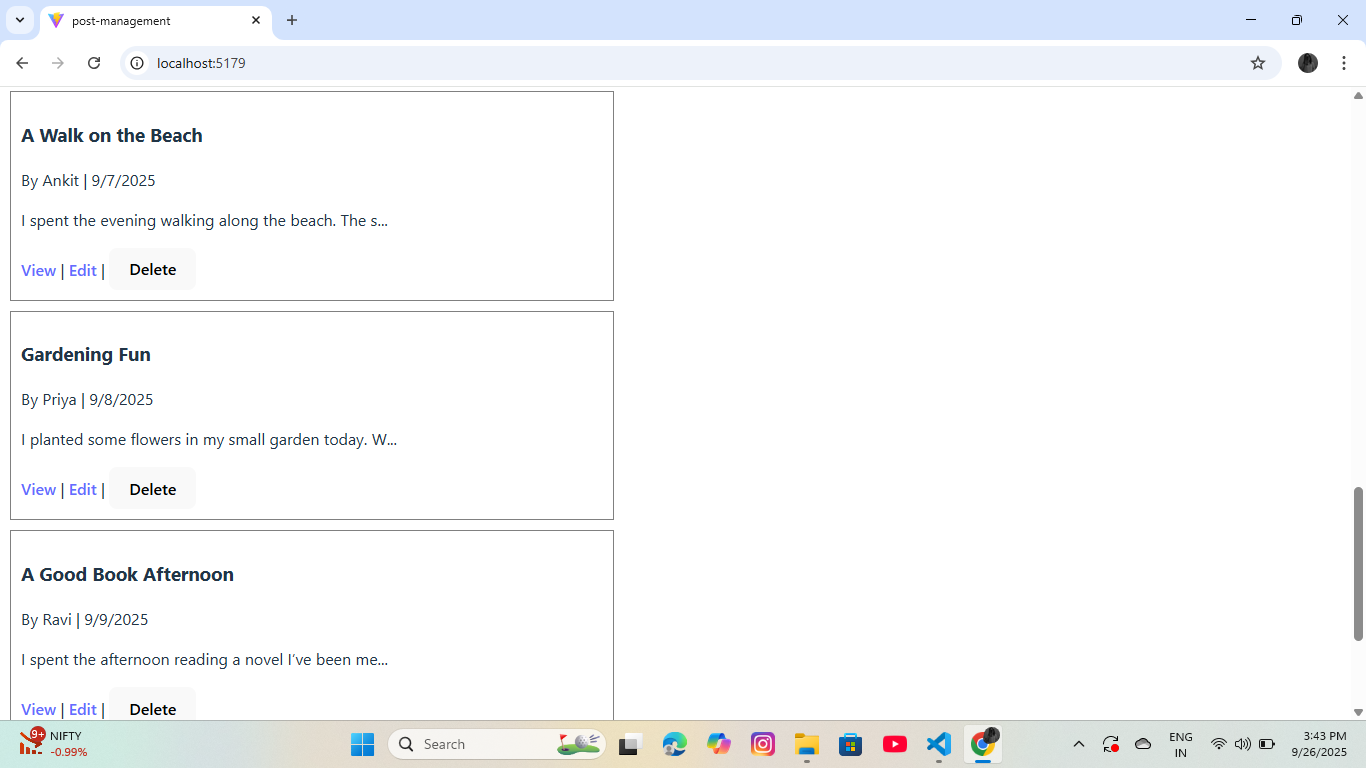 post-management
localhost:5179
A Walk on the Beach
By Ankit | 9/7/2025
I spent the evening walking along the beach. The s...
View | Edit | Delete
Gardening Fun
By Priya | 9/8/2025
I planted some flowers in my small garden today. W...
View | Edit | Delete
A Good Book Afternoon
By Ravi | 9/9/2025
I spent the afternoon reading a novel I’ve been me...
View | Edit | Delete
9+
NIFTY
-0.99%
Search
ENG
IN
3:43 PM
9/26/2025